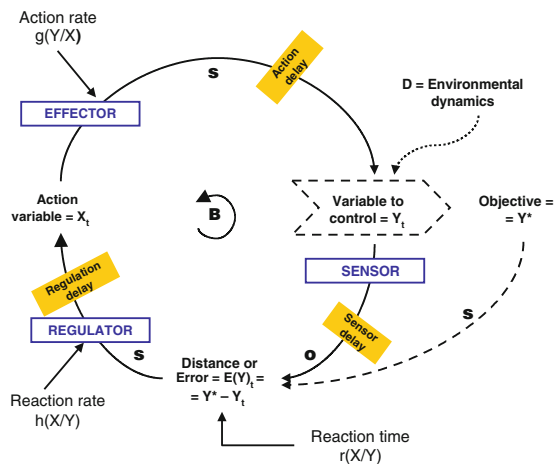 Action rate
g(Y/X)
s
Action
delay
D = Environmental
dynamics
EFFECTOR
Action
variable = Xt
B
Variable to
control = Yt
Objective =
= Y*
SENSOR
Regulation
delay
REGULATOR
Sensor
delay
s
s
o
Distance or
Error = E(Y)t =
= Y* – Yt
Reaction rate
h(X/Y)
Reaction time
r(X/Y)